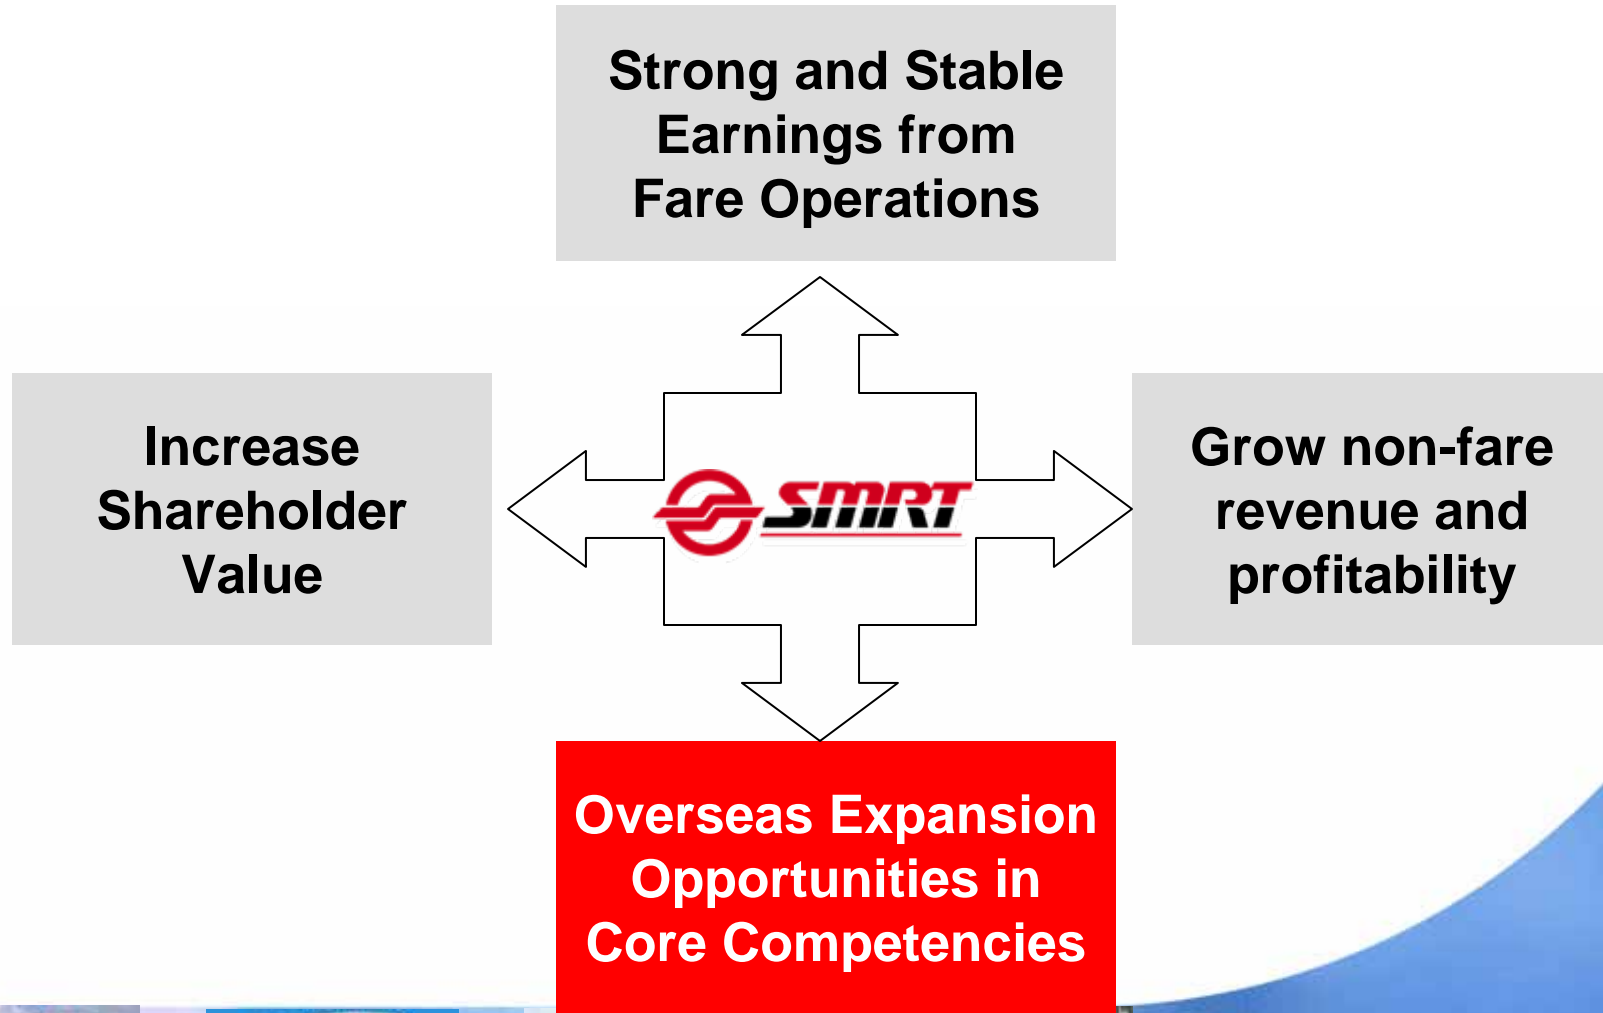 Strong and Stable
Earnings from
Fare Operations
Increase
Shareholder
Value
SMRT
Grow non-fare
revenue and
profitability
Overseas Expansion
Opportunities in
Core Competencies